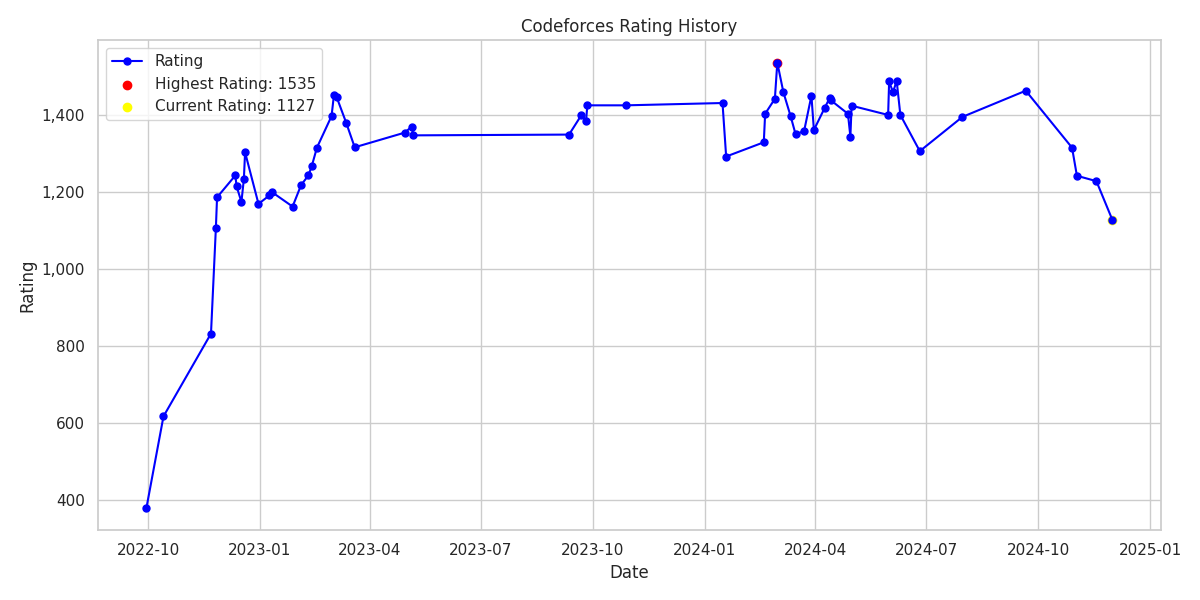 Codeforces Rating History
Rating
Highest Rating: 1535
Current Rating: 1127
Rating
1,400
1,200
1,000
800
600
400
2022-10 2023-01 2023-04 2023-07 2023-10 2024-01 2024-04 2024-07 2024-10 2025-01
Date